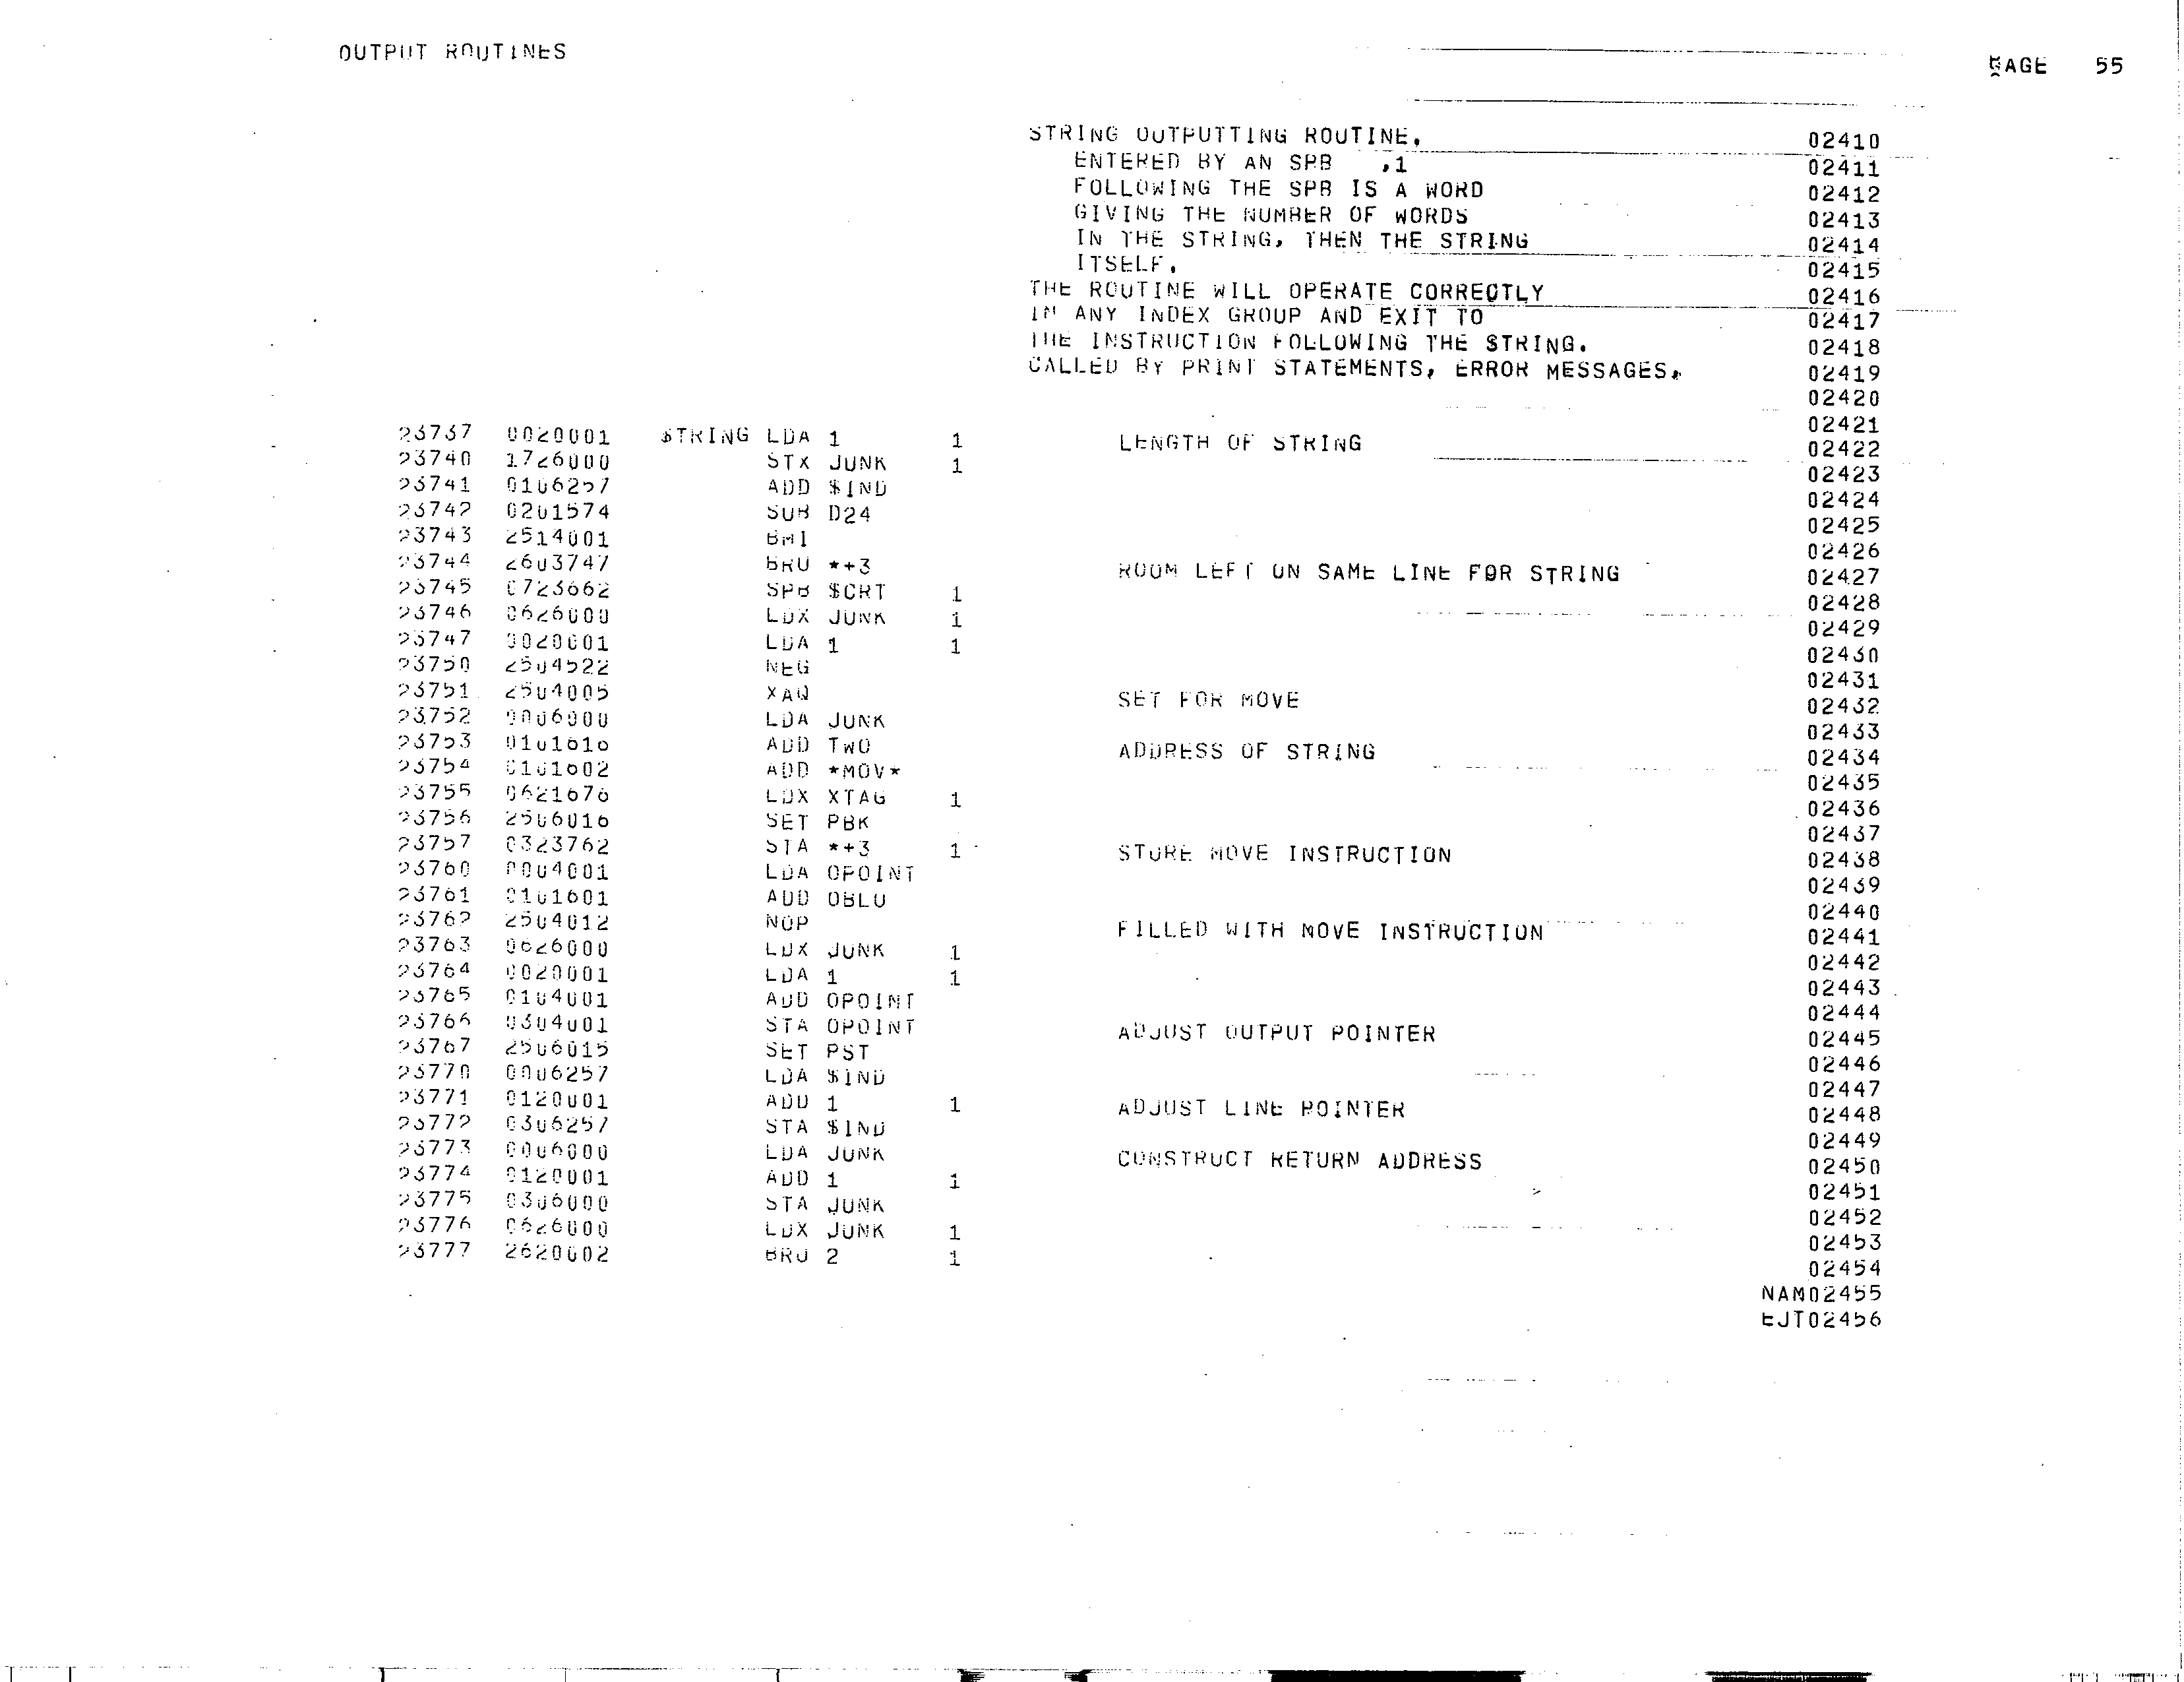 OUTPUT ROUTINES PAGE 55
STRING OUTPUTTING ROUTINE. 02410
ENTERED BY AN SPB ,1 02411
FOLLOWING THE SPB IS A WORD 02412
GIVING THE NUMBER OF WORDS 02413
IN THE STRING, THEN THE STRING 02414
ITSELF. 02415
THE ROUTINE WILL OPERATE CORRECTLY 02416
IN ANY INDEX GROUP AND EXIT TO 02417
THE INSTRUCTION FOLLOWING THE STRING. 02418
CALLED BY PRINT STATEMENTS, ERROR MESSAGES. 02419
02420
02421
23737 0020001 STRING LDA 1 1 LENGTH OF STRING 02422
23740 1726000 STX JUNK 1 02423
23741 0106257 ADD $IND 02424
23742 0201574 SUB D24 02425
23743 2514001 BMI 02426
23744 2603747 BRU *+3 ROOM LEFT ON SAME LINE FOR STRING 02427
23745 0723662 SPB $CRT 1 02428
23746 0626000 LDX JUNK 1 02429
23747 0020001 LDA 1 1 02430
23750 2504522 NEG 02431
23751 2504005 XAQ SET FOR MOVE 02432
23752 0006000 LDA JUNK 02433
23753 0101616 ADD TWO ADDRESS OF STRING 02434
23754 0101602 ADD *MOV* 02435
23755 0621676 LDX XTAG 1 02436
23756 2506016 SET PBK 02437
23757 0323762 STA *+3 1 STORE MOVE INSTRUCTION 02438
23760 0004001 LDA OPOINT 02439
23761 0101601 ADD OBLU 02440
23762 2504012 NOP FILLED WITH MOVE INSTRUCTION 02441
23763 0626000 LDX JUNK 1 02442
23764 0020001 LDA 1 1 02443
23765 0104001 ADD OPOINT 02444
23766 0304001 STA OPOINT ADJUST OUTPUT POINTER 02445
23767 2506015 SET PST 02446
23770 0006257 LDA $IND 02447
23771 0120001 ADD 1 1 ADJUST LINE POINTER 02448
23772 0306257 STA $IND 02449
23773 0006000 LDA JUNK CONSTRUCT RETURN ADDRESS 02450
23774 0120001 ADD 1 1 02451
23775 0306000 STA JUNK 02452
23776 0626000 LDX JUNK 1 02453
23777 2620002 BRU 2 1 02454
NAM02455
EJT02456